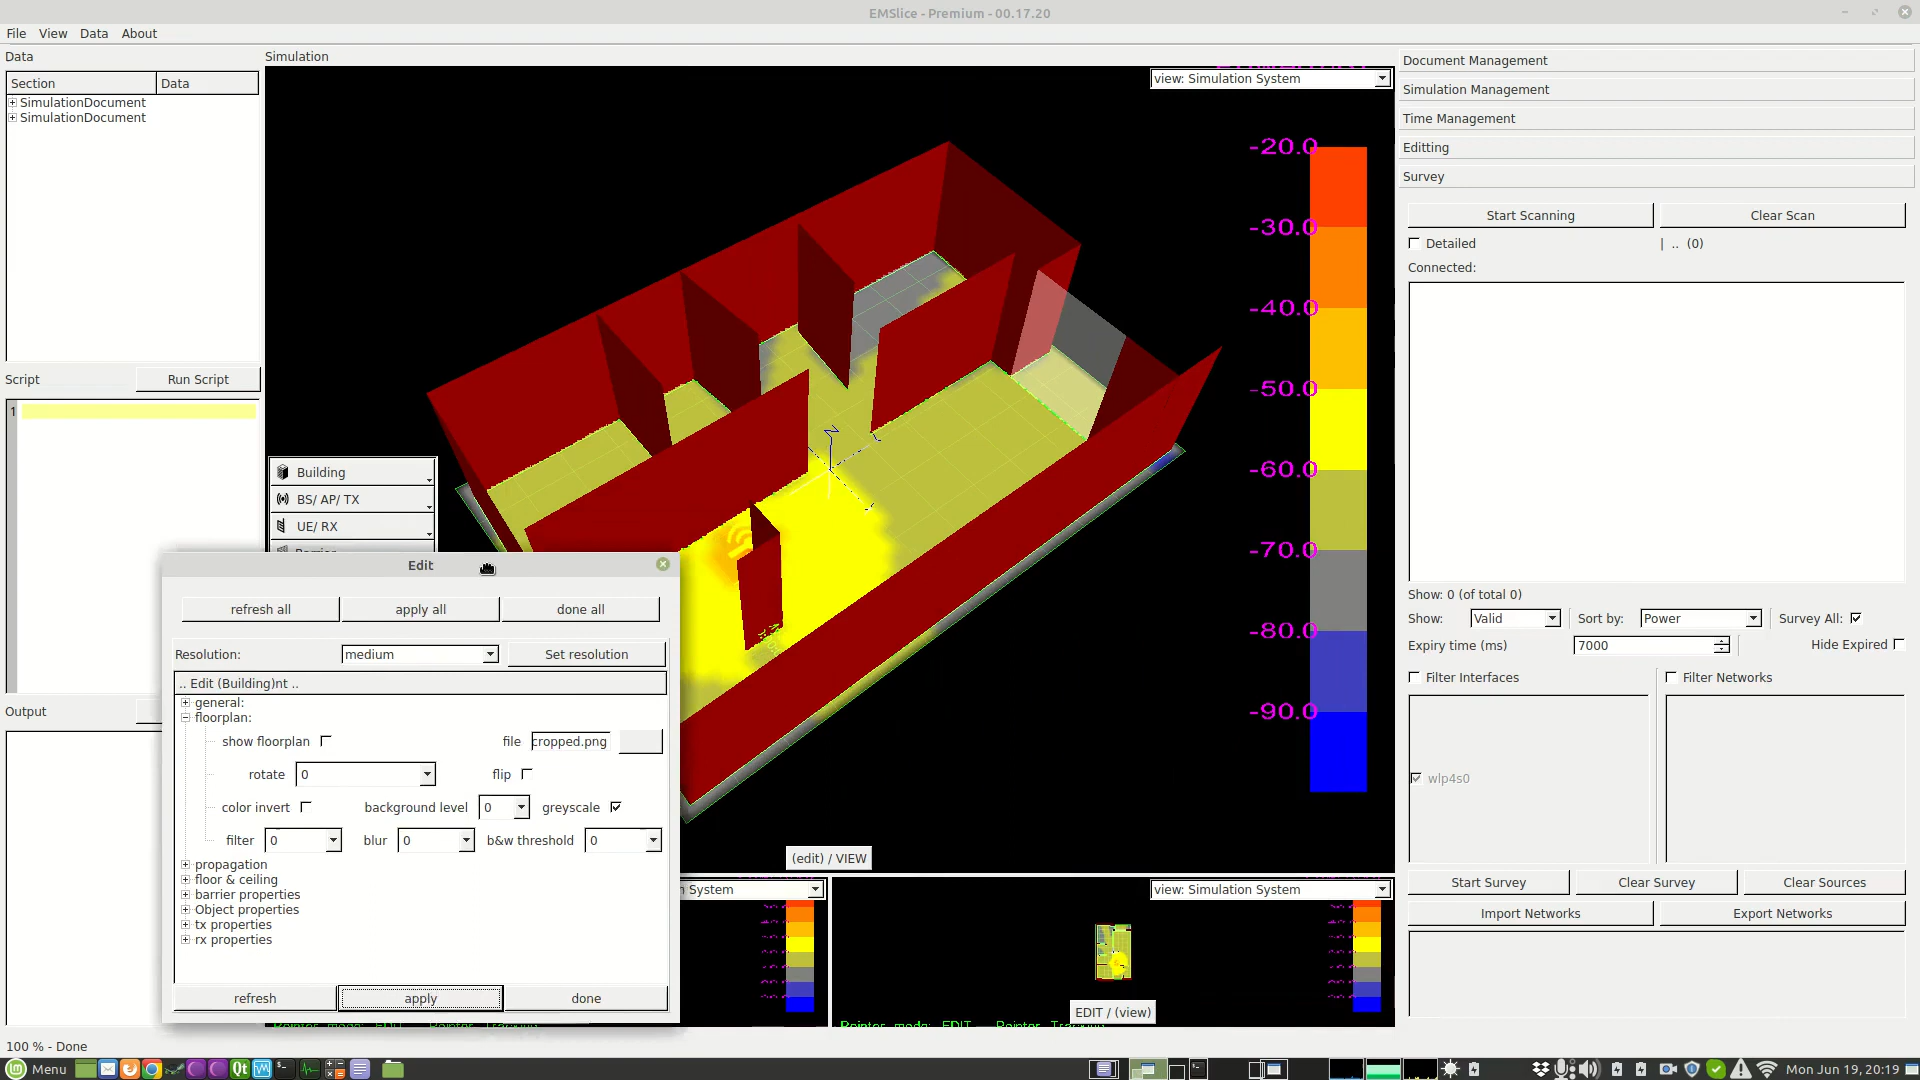 EMSlice - Premium - 00.17.20
File View Data About
Data
Section Data
SimulationDocument
SimulationDocument
Script Run Script
1
Output
Simulation
view: Simulation System
-20.0
-30.0
-40.0
-50.0
-60.0
-70.0
-80.0
-90.0
Z
Building
BS/ AP/ TX
UE/ RX
(edit) / VIEW
Edit
refresh all apply all done all
Resolution: medium Set resolution
.. Edit (Building)nt ..
general:
floorplan:
show floorplan file cropped.png
rotate 0 flip
color invert background level 0 greyscale
filter 0 blur 0 b&w threshold 0
propagation
floor & ceiling
barrier properties
Object properties
tx properties
rx properties
refresh apply done
System
view: Simulation System
EDIT / (view)
Pointer mode: EDIT
Document Management
Simulation Management
Time Management
Editting
Survey
Start Scanning Clear Scan
Detailed | .. (0)
Connected:
Show: 0 (of total 0)
Show: Valid Sort by: Power Survey All:
Expiry time (ms) 7000 Hide Expired
Filter Interfaces Filter Networks
wlp4s0
Start Survey Clear Survey Clear Sources
Import Networks Export Networks
100 % - Done
Menu Qt Mon Jun 19, 20:19